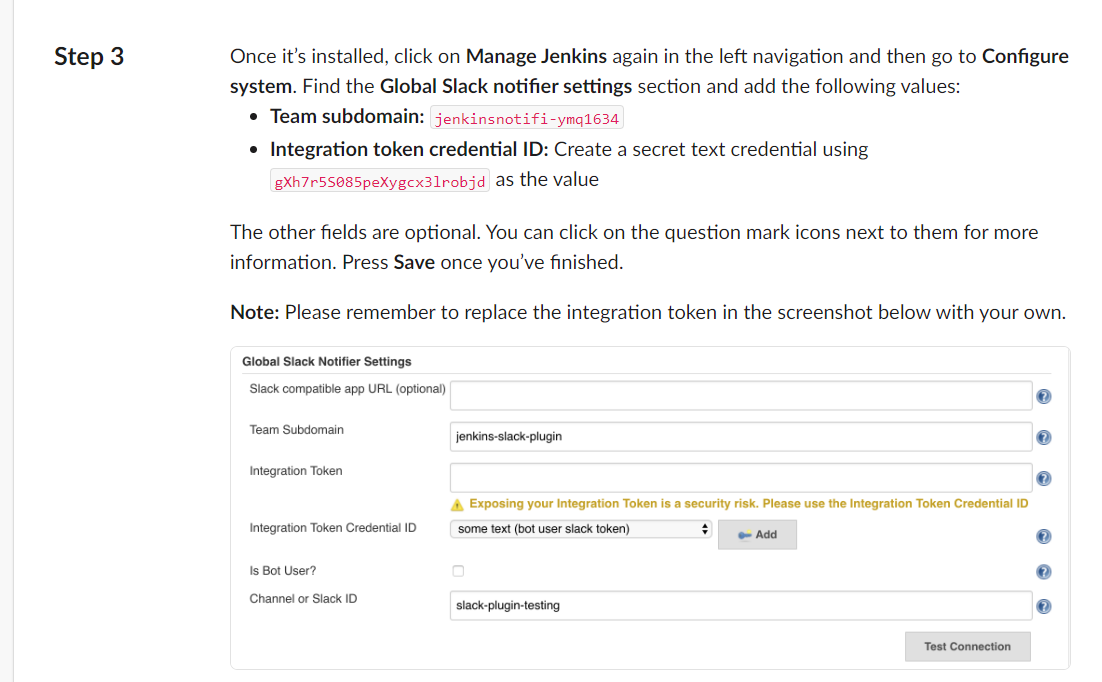 Step 3
Once it’s installed, click on Manage Jenkins again in the left navigation and then go to Configure
system. Find the Global Slack notifier settings section and add the following values:
• Team subdomain: jenkinsnotifi-ymq1634
• Integration token credential ID: Create a secret text credential using
gXh7r5S085peXygcx3lrobjd as the value
The other fields are optional. You can click on the question mark icons next to them for more
information. Press Save once you’ve finished.
Note: Please remember to replace the integration token in the screenshot below with your own.
Global Slack Notifier Settings
Slack compatible app URL (optional)
Team Subdomain
jenkins-slack-plugin
Integration Token
Exposing your Integration Token is a security risk. Please use the Integration Token Credential ID
Integration Token Credential ID
some text (bot user slack token)
Add
Is Bot User?
Channel or Slack ID
slack-plugin-testing
Test Connection